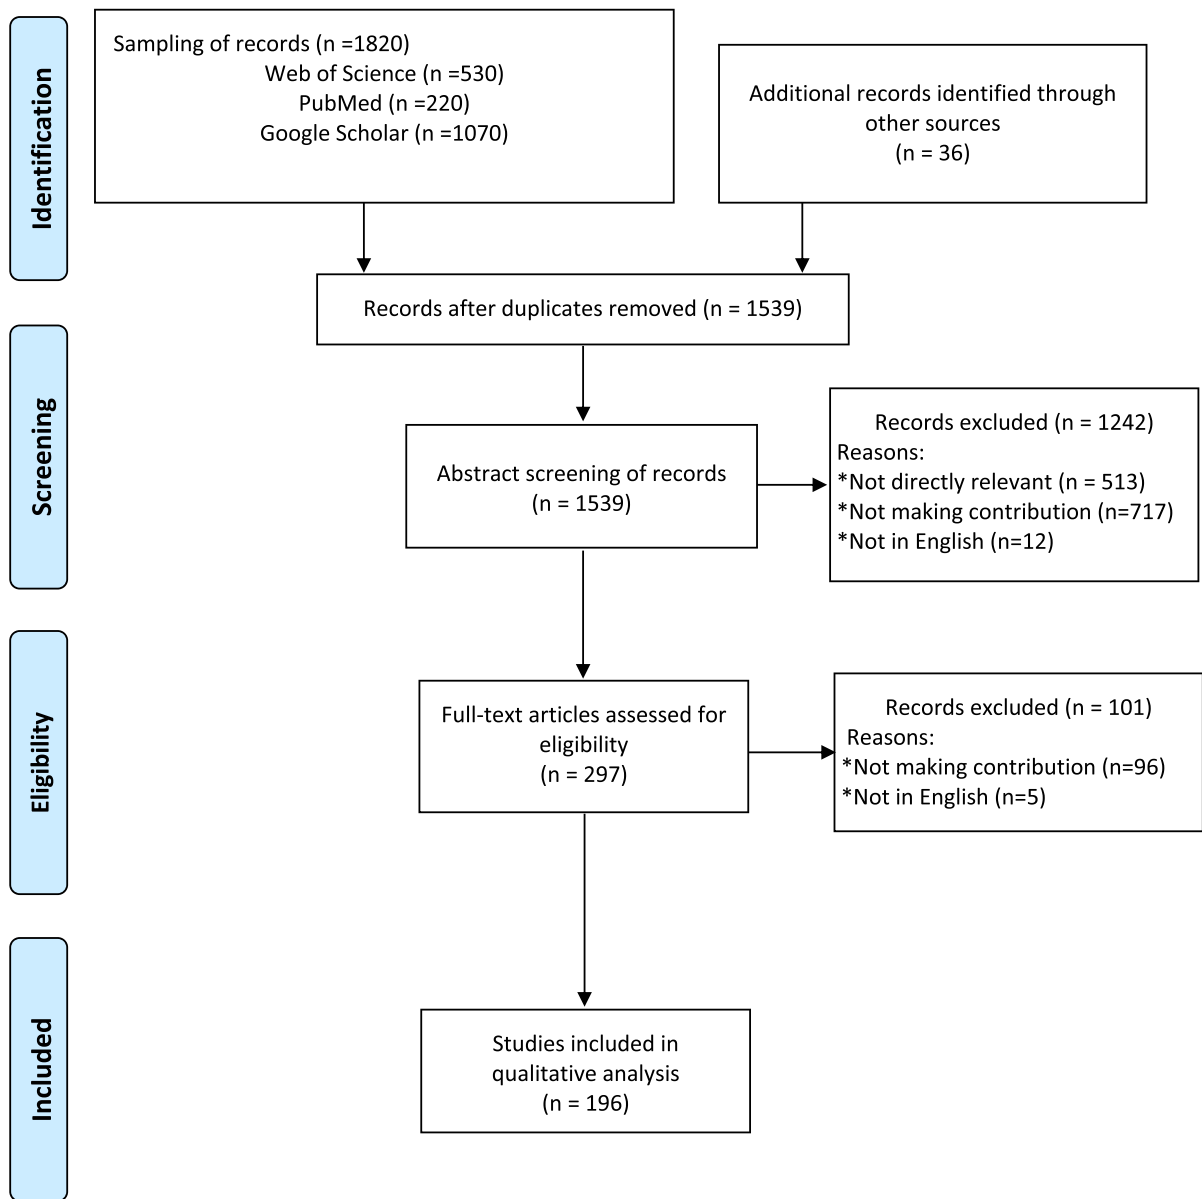 Identification
Sampling of records (n =1820)
Web of Science (n =530)
PubMed (n =220)
Google Scholar (n =1070)
Additional records identified through
other sources
(n = 36)
Records after duplicates removed (n = 1539)
Screening
Abstract screening of records
(n = 1539)
Records excluded (n = 1242)
Reasons:
*Not directly relevant (n = 513)
*Not making contribution (n=717)
*Not in English (n=12)
Eligibility
Full-text articles assessed for
eligibility
(n = 297)
Records excluded (n = 101)
Reasons:
*Not making contribution (n=96)
*Not in English (n=5)
Included
Studies included in
qualitative analysis
(n = 196)